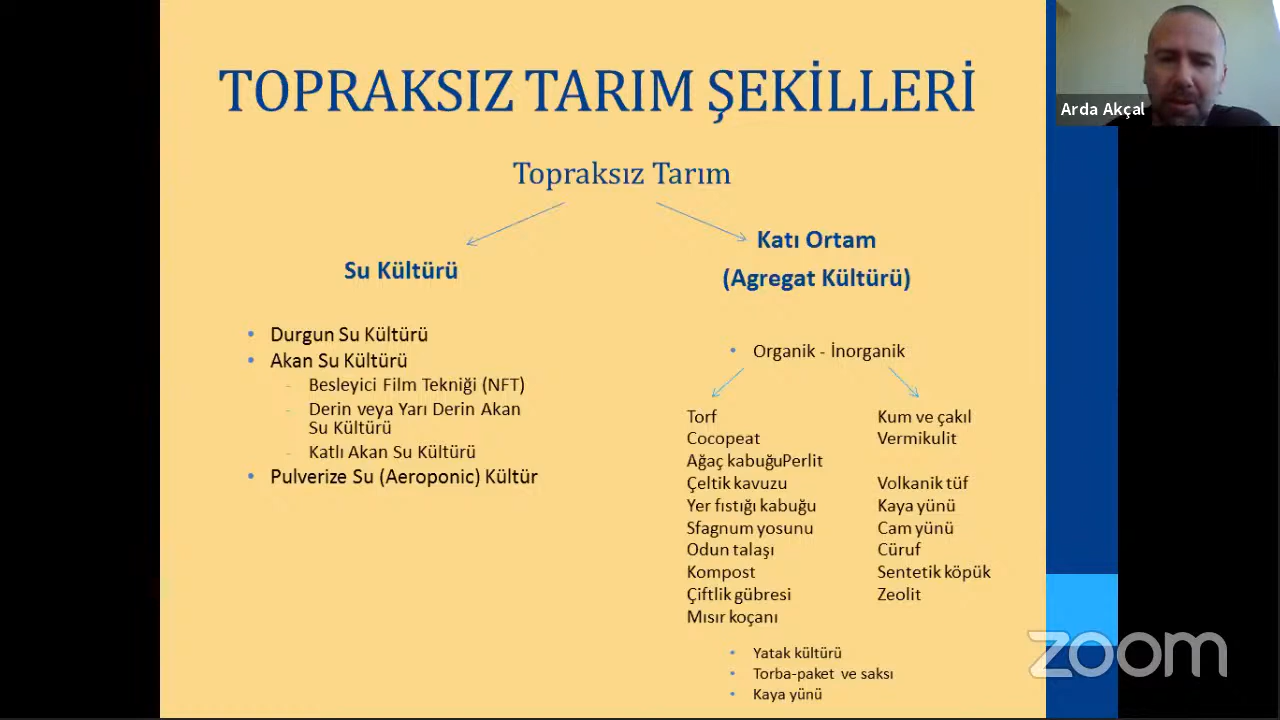 TOPRAKSIZ TARIM ŞEKİLLERİ
Arda Akçal
Topraksız Tarım
Su Kültürü
Katı Ortam
(Agregat Kültürü)
• Durgun Su Kültürü
• Akan Su Kültürü
- Besleyici Film Tekniği (NFT)
- Derin veya Yarı Derin Akan
Su Kültürü
- Katlı Akan Su Kültürü
• Pulverize Su (Aeroponic) Kültür
• Organik - İnorganik
Torf Kum ve çakıl
Cocopeat Vermikulit
Ağaç kabuğuPerlit
Çeltik kavuzu Volkanik tüf
Yer fıstığı kabuğu Kaya yünü
Sfagnum yosunu Cam yünü
Odun talaşı Cüruf
Kompost Sentetik köpük
Çiftlik gübresi Zeolit
Mısır koçanı
• Yatak kültürü
• Torba-paket ve saksı
• Kaya yünü
zoom